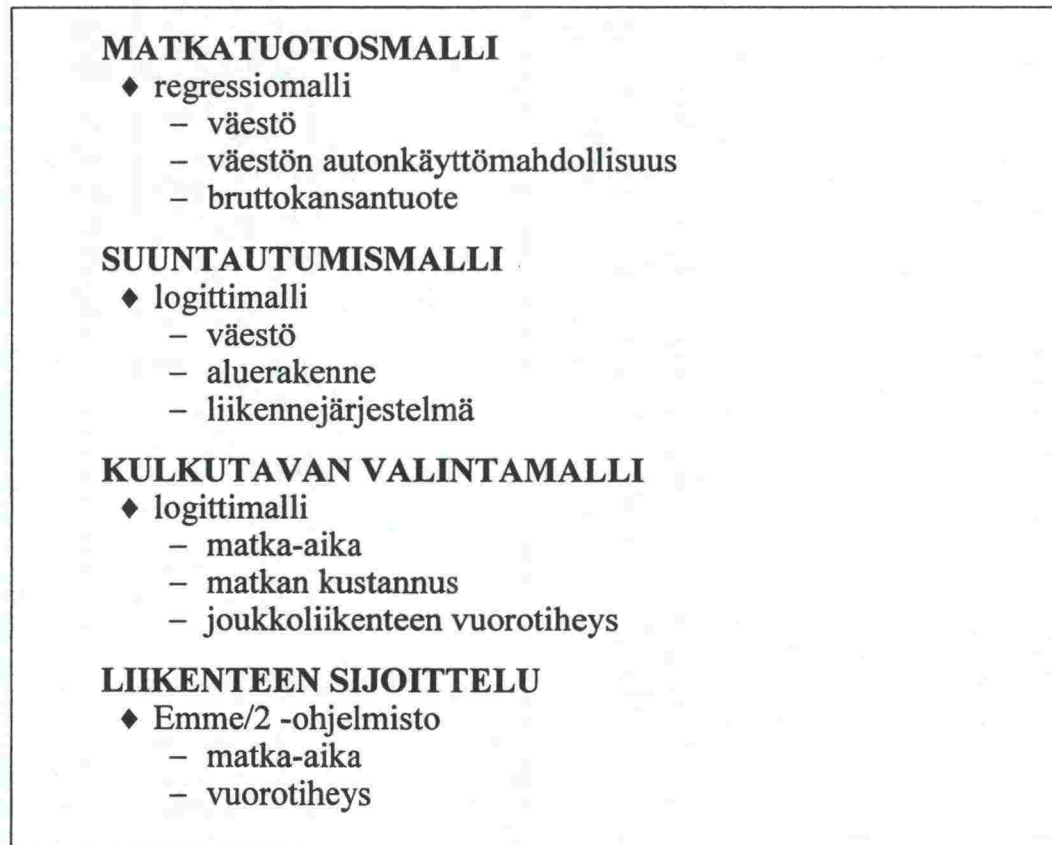 MATKATUOTOSMALLI
♦ regressiomalli
– väestö
– väestön autonkäyttömahdollisuus
– bruttokansantuote
SUUNTAUTUMISMALLI
♦ logittimalli
– väestö
– aluerakenne
– liikennejärjestelmä
KULKUTAVAN VALINTAMALLI
♦ logittimalli
– matka-aika
– matkan kustannus
– joukkoliikenteen vuorotiheys
LIIKENTEEN SIJOITTELU
♦ Emme/2 -ohjelmisto
– matka-aika
– vuorotiheys